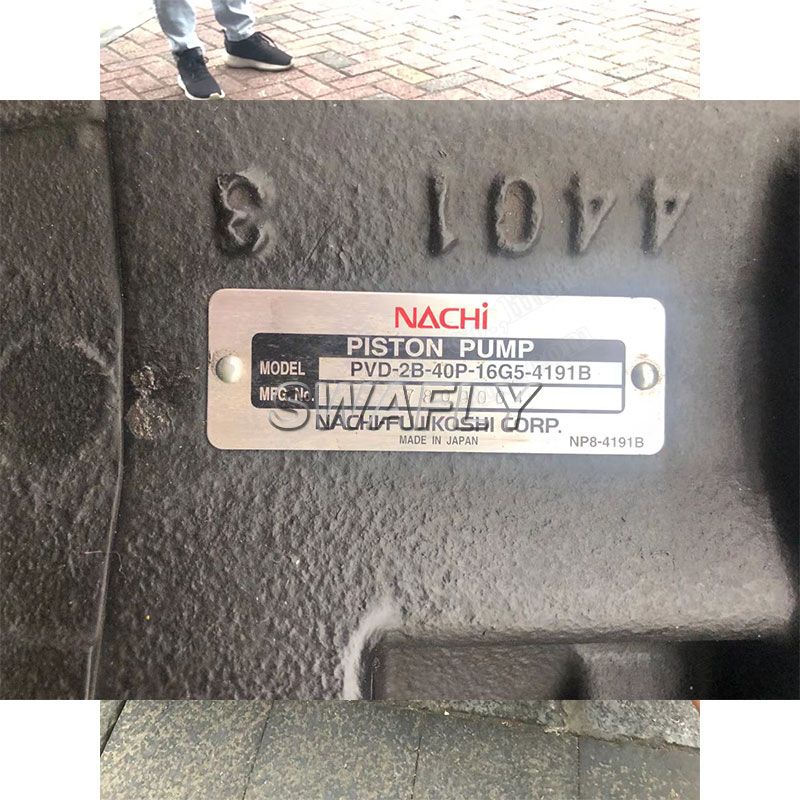 4401 3
NACHi
PISTON PUMP
MODEL PVD-2B-40P-16G5-4191B
MFG. No.
SWAFLY
NACHI-FUJIKOSHI CORP.
MADE IN JAPAN
NP8-4191B